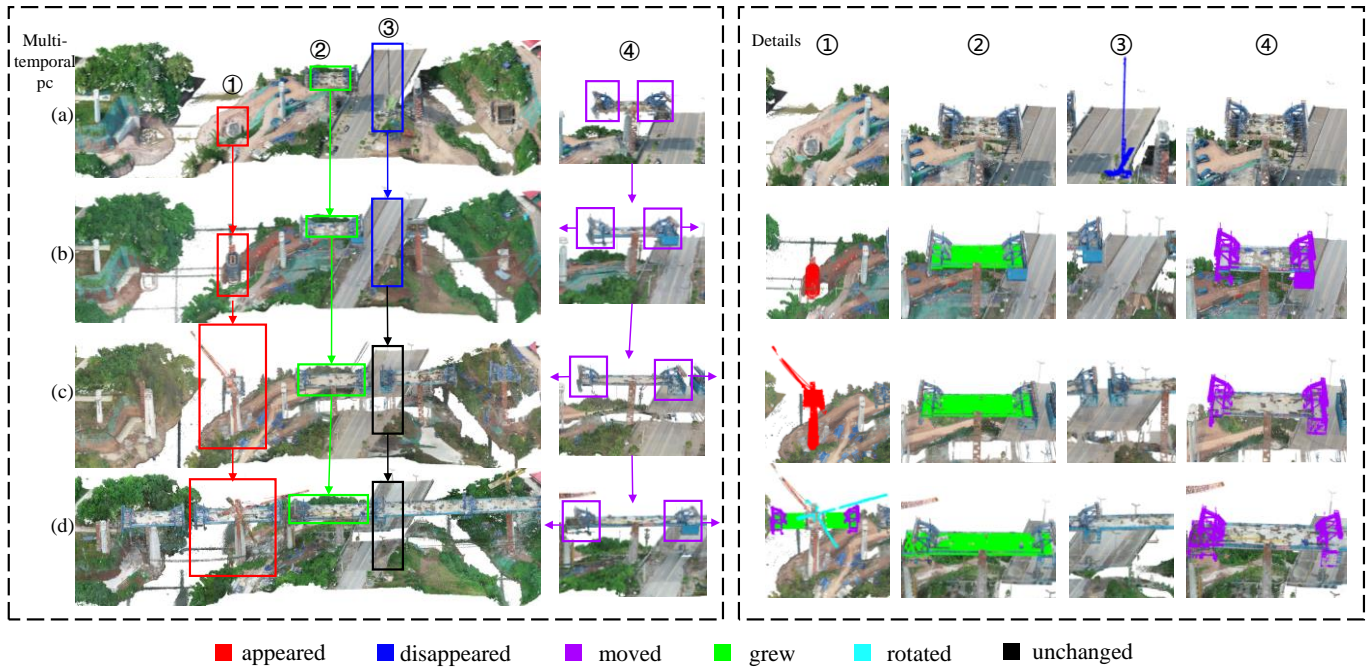 Multi-
temporal
pc
①
②
③
④
(a)
(b)
(c)
(d)
Details
①
②
③
④
appeared
disappeared
moved
grew
rotated
unchanged